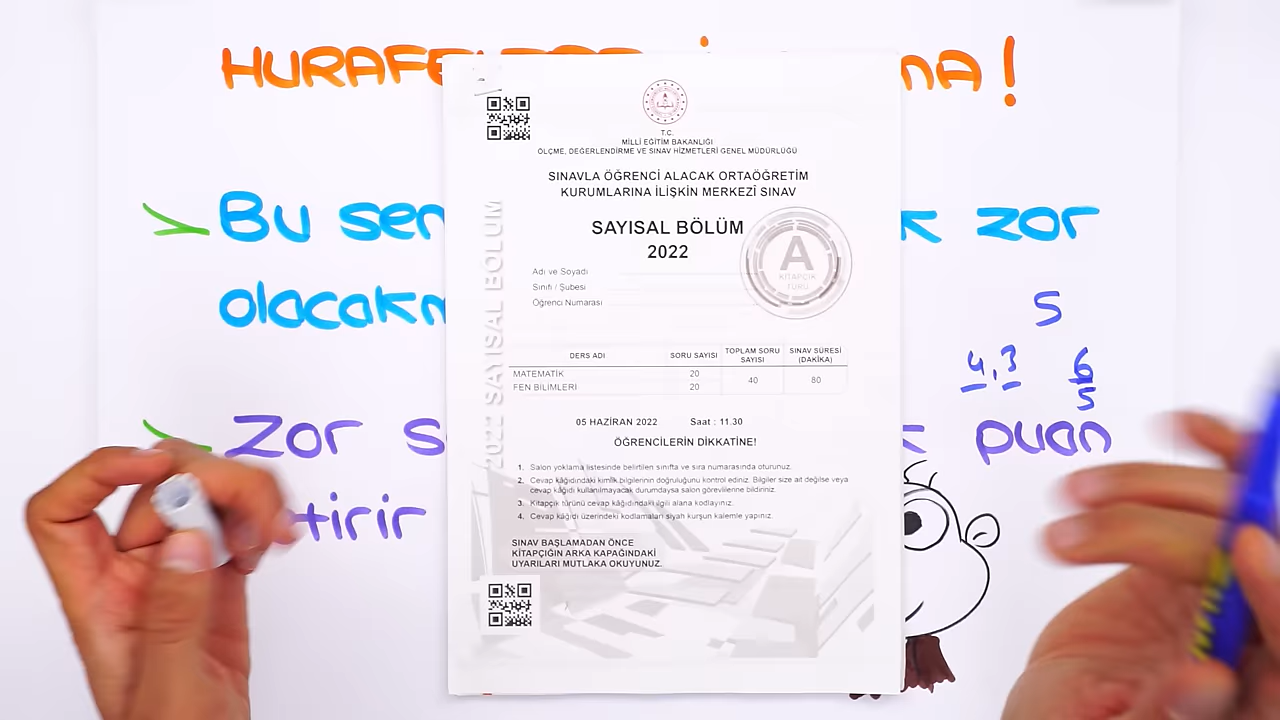 HURAFE
NA!
T.C.
MİLLİ EĞİTİM BAKANLIĞI
ÖLÇME, DEĞERLENDİRME VE SINAV HİZMETLERİ GENEL MÜDÜRLÜĞÜ
SINAVLA ÖĞRENCİ ALACAK ORTAÖĞRETİM
KURUMLARINA İLİŞKİN MERKEZÎ SINAV
SAYISAL BÖLÜM
2022
A
KİTAPÇIK
TÜRÜ
2022 SAYISAL BÖLÜM
Adı ve Soyadı
Sınıfı / Şubesi
Öğrenci Numarası
DERS ADI SORU SAYISI TOPLAM SORU SAYISI SINAV SÜRESİ (DAKİKA)
MATEMATİK 20 40 80
FEN BİLİMLERİ 20
05 HAZİRAN 2022 Saat : 11.30
ÖĞRENCİLERİN DİKKATİNE!
1. Salon yoklama listesinde belirtilen sınıfta ve sıra numarasında oturunuz.
2. Cevap kâğıdındaki kimlik bilgilerinin doğruluğunu kontrol ediniz. Bilgiler size ait değilse veya
cevap kâğıdı kullanılmayacak durumdaysa salon görevlilerine bildiriniz.
3. Kitapçık türünü cevap kâğıdındaki ilgili alana kodlayınız.
4. Cevap kâğıdı üzerindeki kodlamaları siyah kurşun kalemle yapınız.
SINAV BAŞLAMADAN ÖNCE
KİTAPÇIĞIN ARKA KAPAĞINDAKİ
UYARILARI MUTLAKA OKUYUNUZ.
Bu sen
k zor
olacakm
5
4,3 6
5
Zor s
k puan
tirir